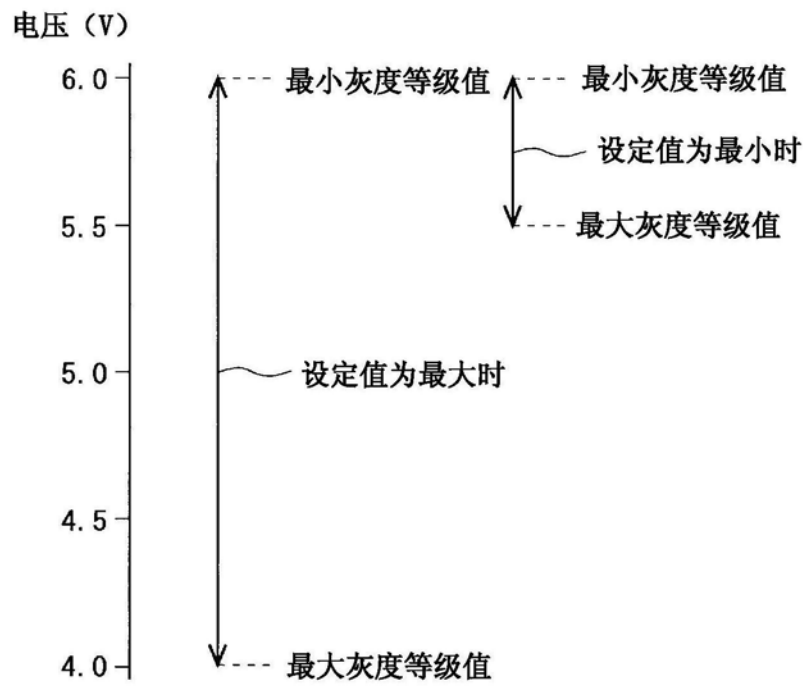 电压（V）
6.0 最小灰度等级值 最小灰度等级值
设定值为最小时
5.5 最大灰度等级值
5.0 设定值为最大时
4.5
4.0 最大灰度等级值